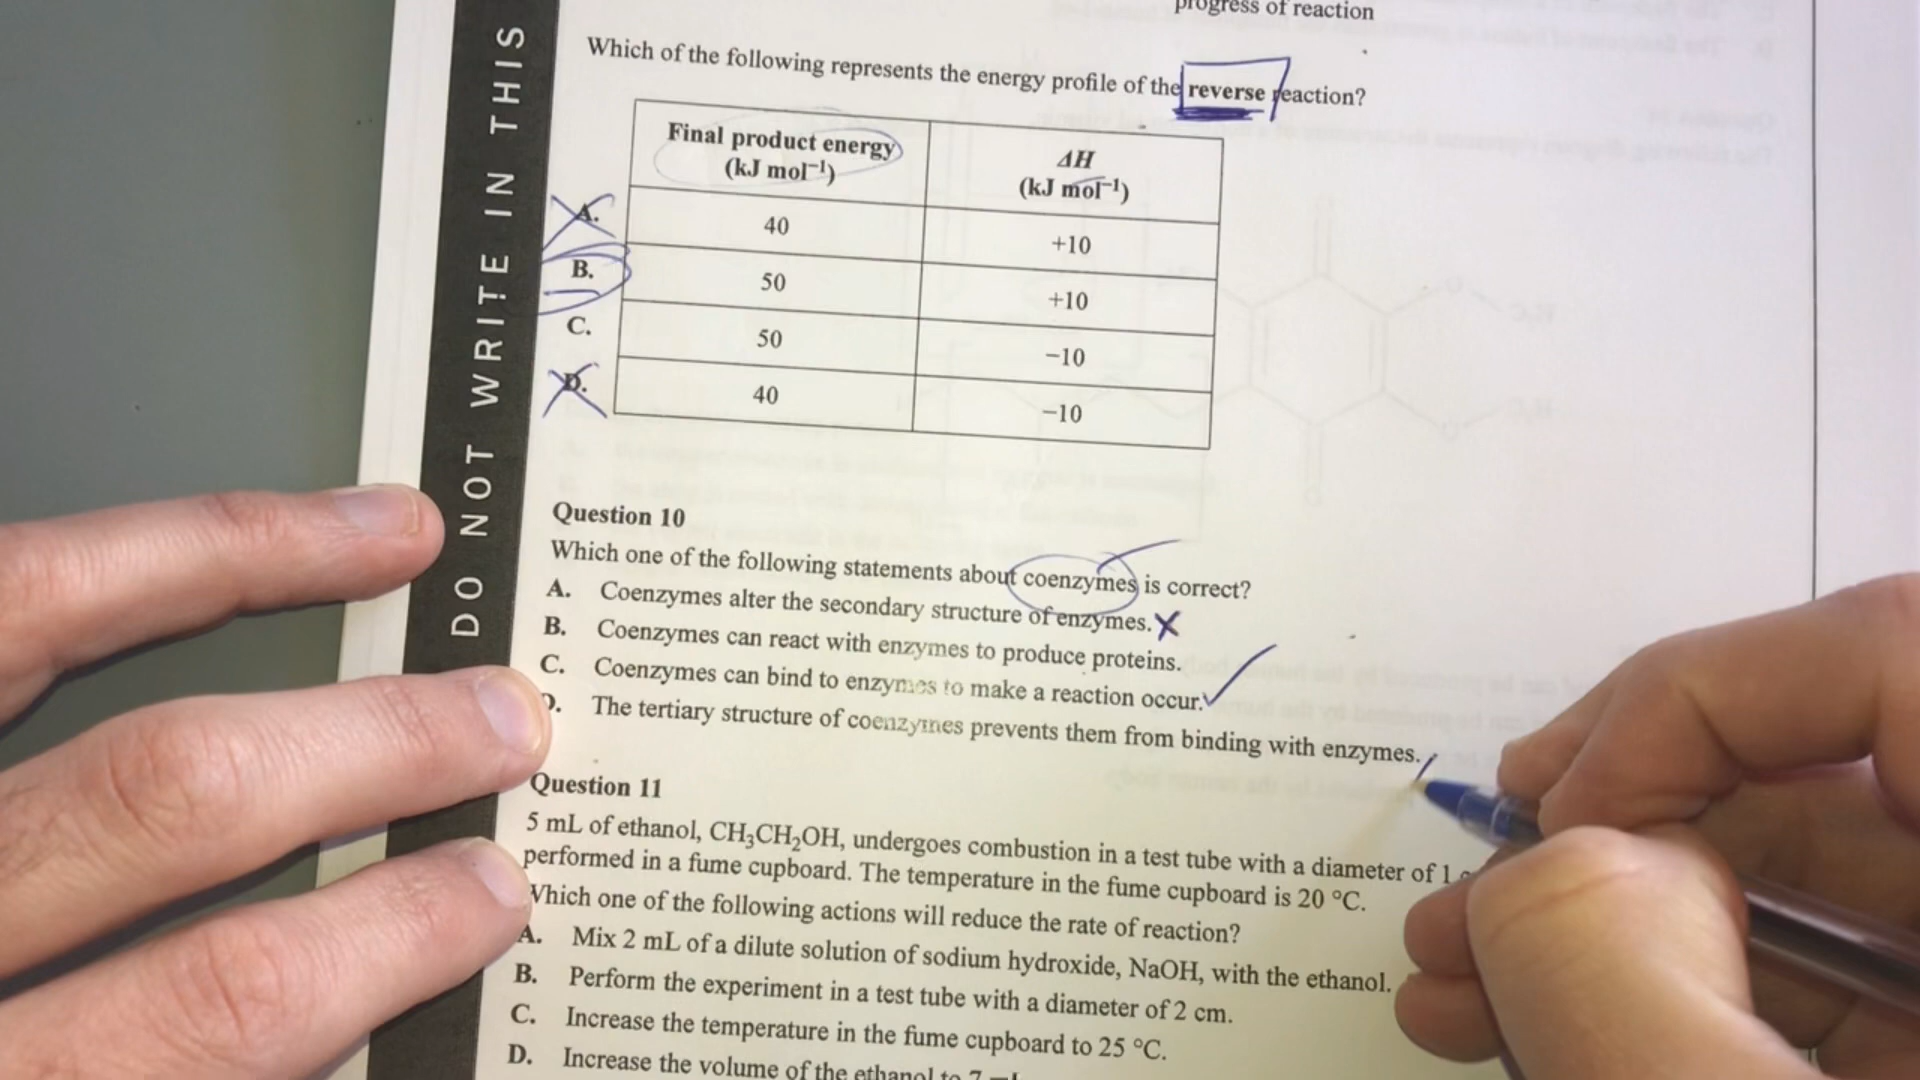 progress of reaction
DO NOT WRITE IN THIS
Which of the following represents the energy profile of the reverse reaction?
Final product energy
(kJ mol⁻¹)
ΔH
(kJ mol⁻¹)
A. 40 +10
B. 50 +10
C. 50 −10
D. 40 −10
Question 10
Which one of the following statements about coenzymes is correct?
A. Coenzymes alter the secondary structure of enzymes.
B. Coenzymes can react with enzymes to produce proteins.
C. Coenzymes can bind to enzymes to make a reaction occur.
D. The tertiary structure of coenzymes prevents them from binding with enzymes.
Question 11
5 mL of ethanol, CH₃CH₂OH, undergoes combustion in a test tube with a diameter of 1
performed in a fume cupboard. The temperature in the fume cupboard is 20 °C.
Which one of the following actions will reduce the rate of reaction?
A. Mix 2 mL of a dilute solution of sodium hydroxide, NaOH, with the ethanol.
B. Perform the experiment in a test tube with a diameter of 2 cm.
C. Increase the temperature in the fume cupboard to 25 °C.
D. Increase the volume of the ethanol to 7